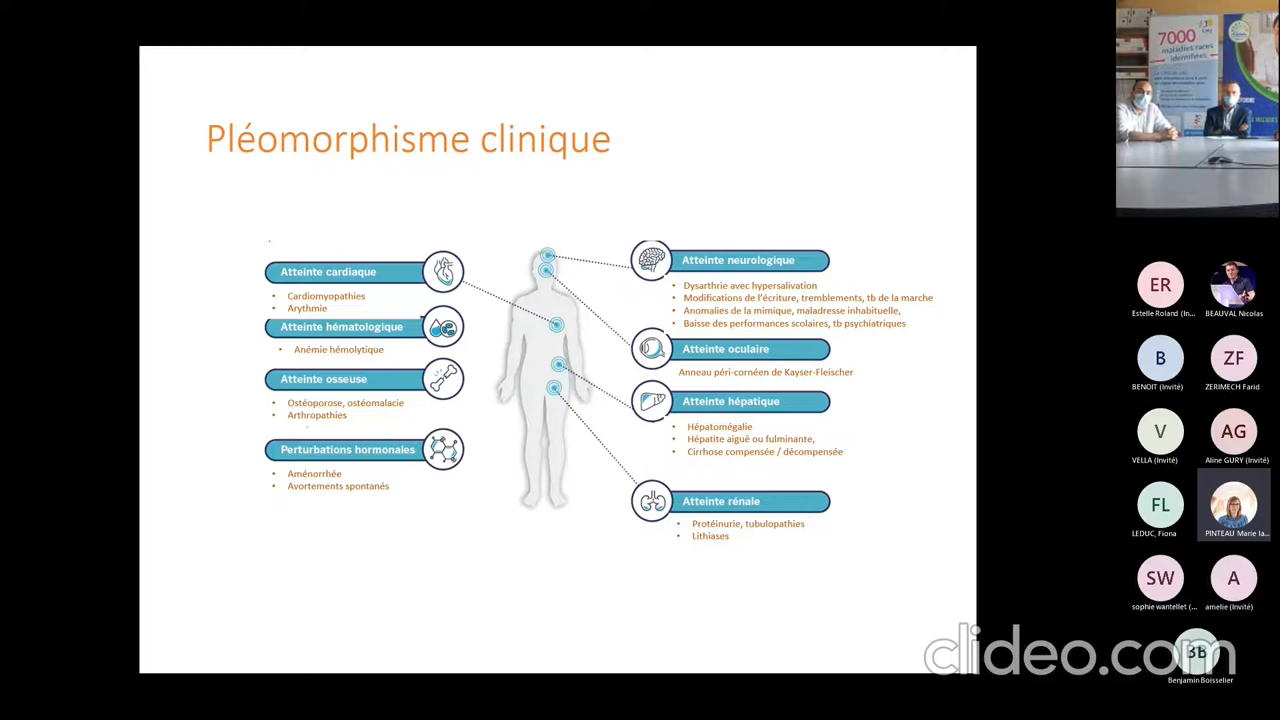 Pléomorphisme clinique
Atteinte cardiaque
• Cardiomyopathies
• Arythmie
Atteinte hématologique
• Anémie hémolytique
Atteinte osseuse
• Ostéoporose, ostéomalacie
• Arthropathies
Perturbations hormonales
• Aménorrhée
• Avortements spontanés
Atteinte neurologique
• Dysarthrie avec hypersalivation
• Modifications de l'écriture, tremblements, tb de la marche
• Anomalies de la mimique, maladresse inhabituelle,
• Baisse des performances scolaires, tb psychiatriques
Atteinte oculaire
Anneau péri-cornéen de Kayser-Fleischer
Atteinte hépatique
• Hépatomégalie
• Hépatite aiguë ou fulminante,
• Cirrhose compensée / décompensée
Atteinte rénale
• Protéinurie, tubulopathies
• Lithiases
7000
maladies rares
identifiées
ER
Estelle Roland (In...
BEAUVAL Nicolas
B
BENOIT (Invité)
ZF
ZERIMECH Farid
V
VELLA (Invité)
AG
Aline GURY (Invité)
FL
LEDUC, Fiona
PINTEAU Marie la...
SW
sophie wantellet (...
A
amelie (Invité)
BB
Benjamin Boisselier
clideo.com